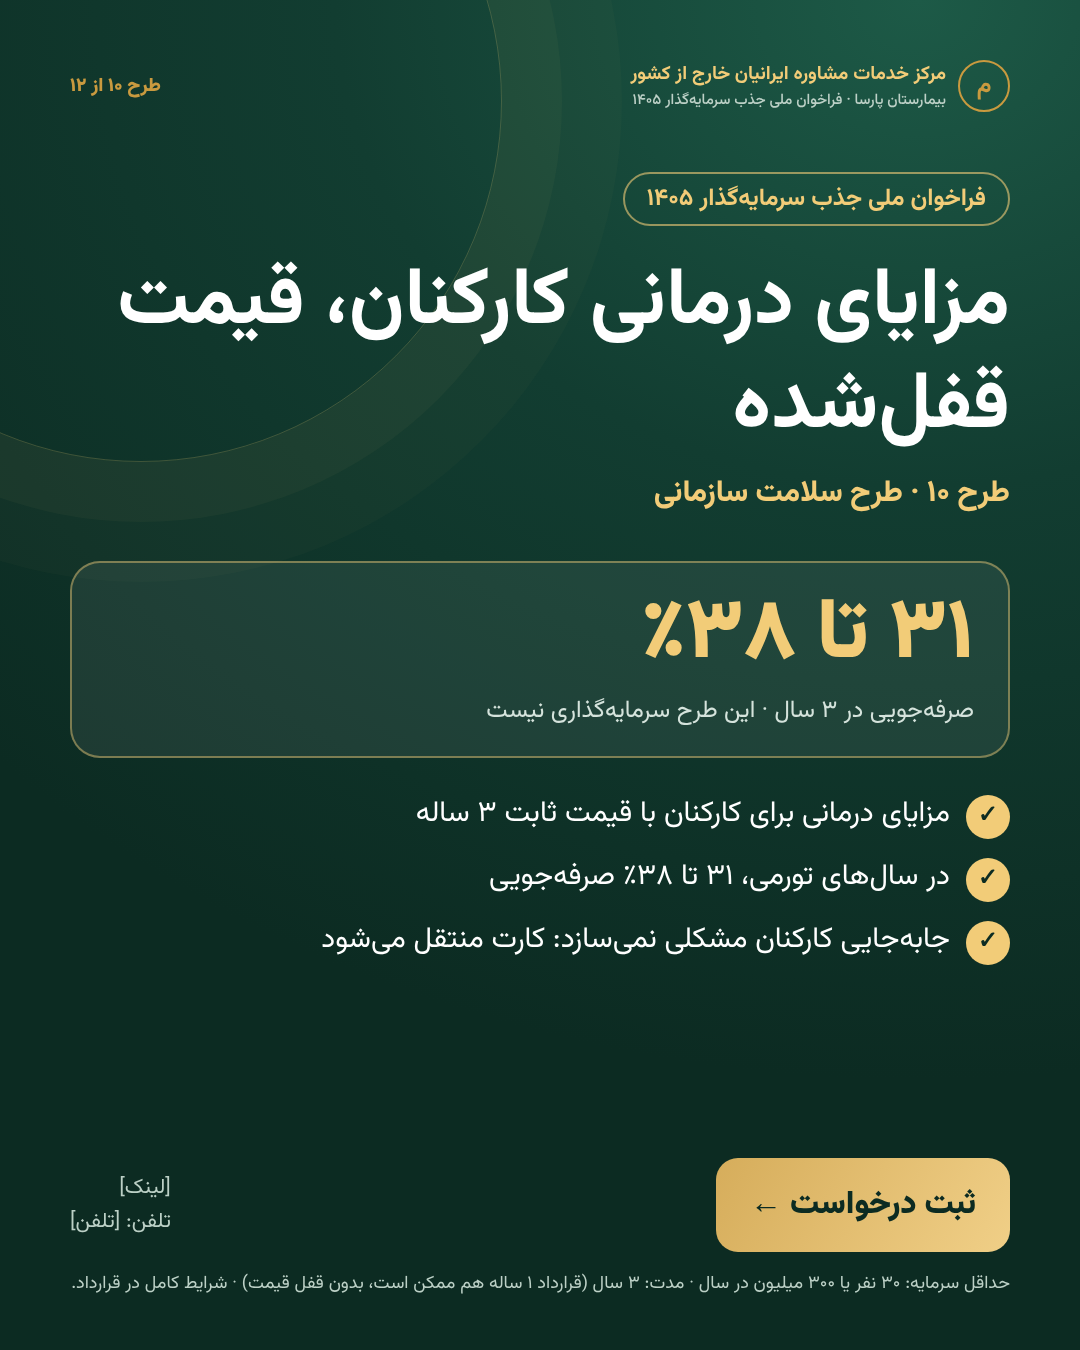 م
مرکز خدمات مشاوره ایرانیان خارج از کشور
بیمارستان پارسا · فراخوان ملی جذب سرمایه‌گذار ۱۴۰۵
طرح ۱۰ از ۱۲
فراخوان ملی جذب سرمایه‌گذار ۱۴۰۵
مزایای درمانی کارکنان، قیمت
قفل‌شده
طرح ۱۰ · طرح سلامت سازمانی
۳۱ تا ۳۸٪
صرفه‌جویی در ۳ سال · این طرح سرمایه‌گذاری نیست
✓ مزایای درمانی برای کارکنان با قیمت ثابت ۳ ساله
✓ در سال‌های تورمی، ۳۱ تا ۳۸٪ صرفه‌جویی
✓ جابه‌جایی کارکنان مشکلی نمی‌سازد: کارت منتقل می‌شود
ثبت درخواست ←
[لینک]
تلفن: [تلفن]
حداقل سرمایه: ۳۰ نفر یا ۳۰۰ میلیون در سال · مدت: ۳ سال (قرارداد ۱ ساله هم ممکن است، بدون قفل قیمت) · شرایط کامل در قرارداد.